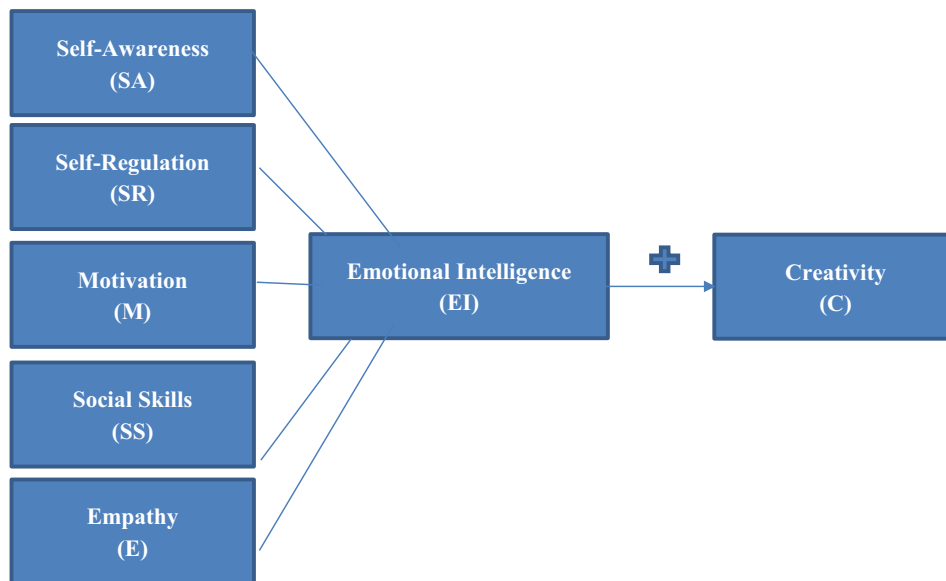 Self-Awareness
(SA)
Self-Regulation
(SR)
Motivation
(M)
Social Skills
(SS)
Empathy
(E)
Emotional Intelligence
(EI)
Creativity
(C)